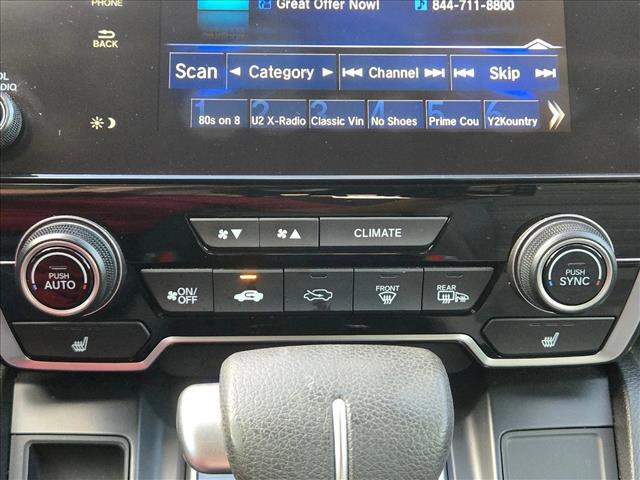 PHONE
Great Offer Now!
844-711-8800
BACK
Scan Category Channel Skip
1 2 3 4 5 6
80s on 8 U2 X-Radio Classic Vin No Shoes Prime Cou Y2Kountry
CLIMATE
PUSH
AUTO
ON/
OFF
FRONT
REAR
PUSH
SYNC